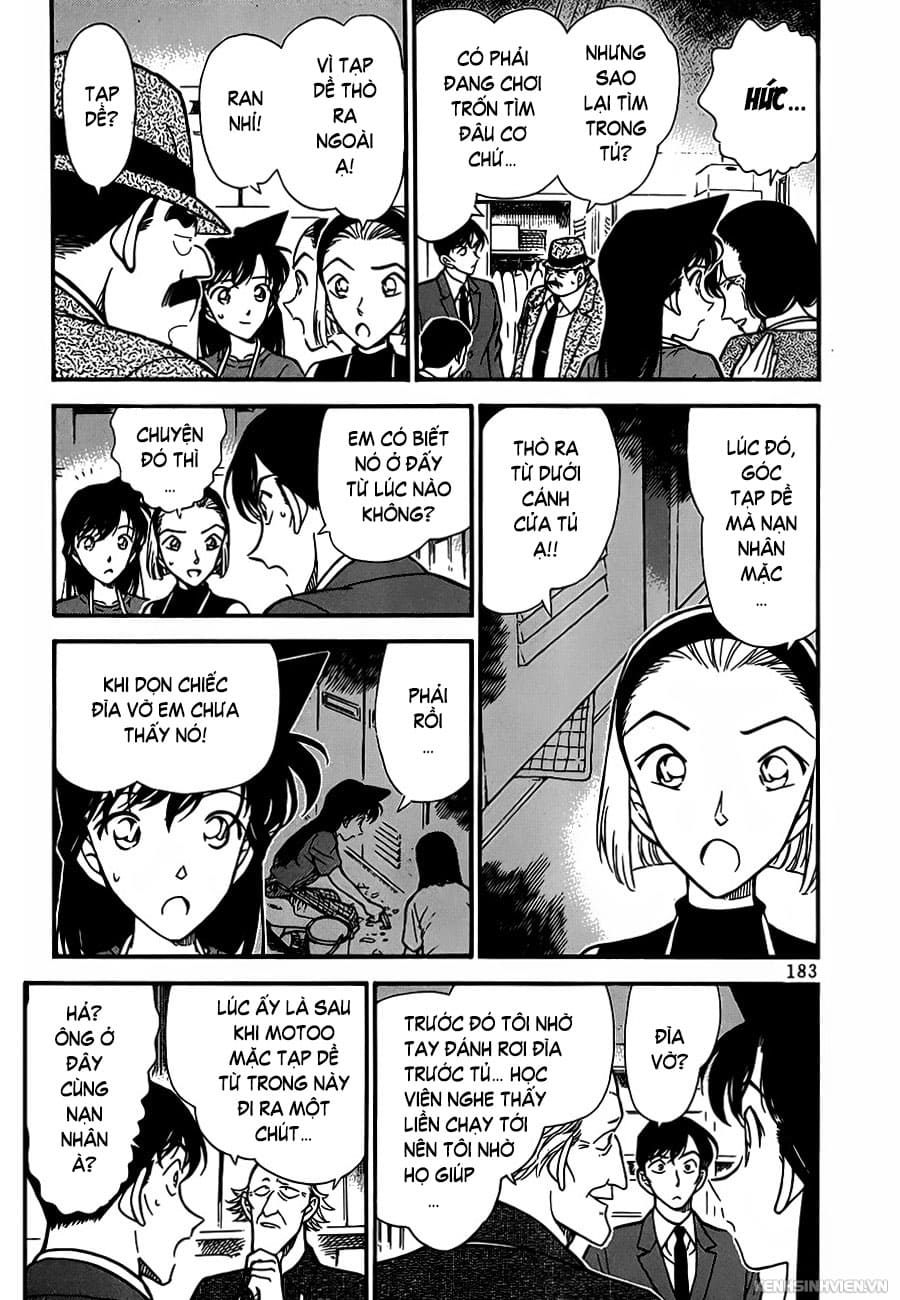 HỨC...
NHƯNG
SAO
LẠI TÌM
TRONG
TỦ?
CÓ PHẢI
ĐANG CHƠI
TRỐN TÌM
ĐÂU CƠ
CHỨ...
VÌ TẠP
DỀ THÒ
RA
NGOÀI
Ạ!
RAN
NHÍ!
TẠP
DỀ?
LÚC ĐÓ,
GÓC
TẠP DỀ
MÀ NẠN
NHÂN
MẶC
...
THÒ RA
TỪ DƯỚI
CÁNH
CỬA TỦ
Ạ!!
EM CÓ BIẾT
NÓ Ở ĐẤY
TỪ LÚC NÀO
KHÔNG?
CHUYỆN
ĐÓ THÌ
...
PHẢI
RỒI
...
KHI DỌN CHIẾC
ĐĨA VỠ EM CHƯA
THẤY NÓ!
183
ĐĨA
VỠ?
TRƯỚC ĐÓ TÔI NHỠ
TAY ĐÁNH RƠI ĐĨA
TRƯỚC TỦ... HỌC
VIÊN NGHE THẤY
LIỀN CHẠY TỚI
NÊN TÔI NHỜ
HỌ GIÚP
...
LÚC ẤY LÀ SAU
KHI MOTOO
MẶC TẠP DỀ
TỪ TRONG NÀY
ĐI RA MỘT
CHÚT...
HẢ?
ÔNG Ở
ĐÂY
CÙNG
NẠN
NHÂN
À?
KENHSINHVIEN.VN